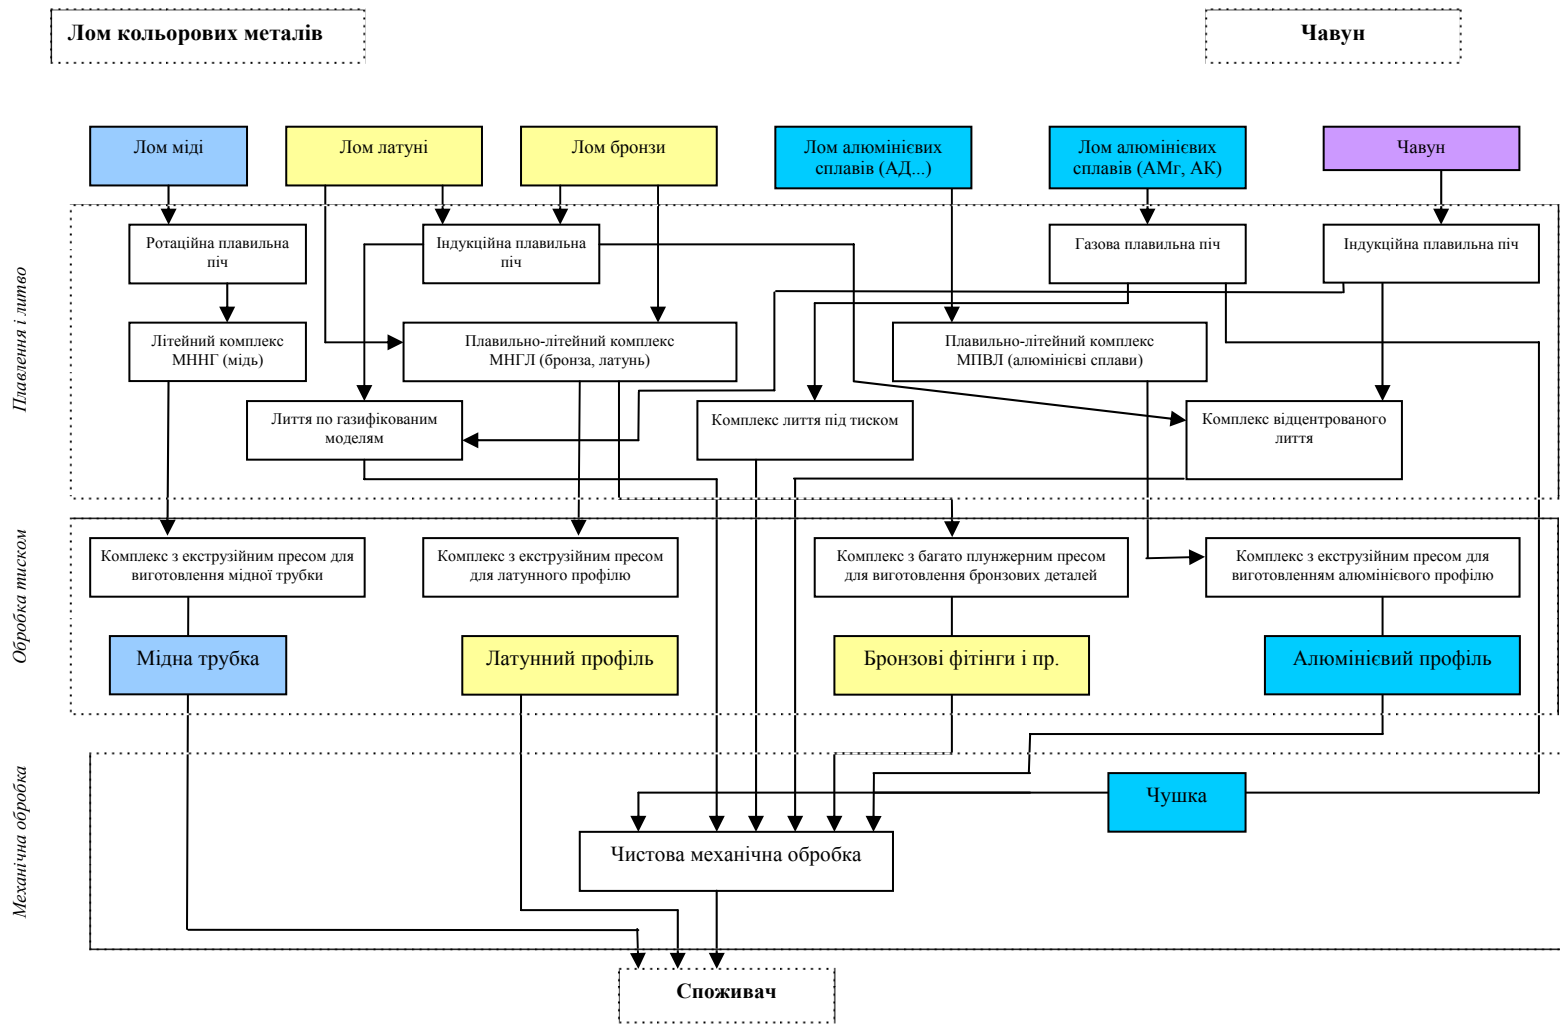 Лом кольорових металів
Чавун
Лом міді
Лом латуні
Лом бронзи
Лом алюмінієвих
сплавів (АД...)
Лом алюмінієвих
сплавів (АМг, АК)
Чавун
Плавлення і литво
Ротаційна плавильна
піч
Індукційна плавильна
піч
Газова плавильна піч
Індукційна плавильна піч
Літейний комплекс
МННГ (мідь)
Плавильно-літейний комплекс
МНГЛ (бронза, латунь)
Плавильно-літейний комплекс
МПВЛ (алюмінієві сплави)
Лиття по газифікованим
моделям
Комплекс лиття під тиском
Комплекс відцентрованого
лиття
Обробка тиском
Комплекс з екструзійним пресом для
виготовлення мідної трубки
Комплекс з екструзійним пресом
для латунного профілю
Комплекс з багато плунжерним пресом
для виготовлення бронзових деталей
Комплекс з екструзійним пресом для
виготовленням алюмінієвого профілю
Мідна трубка
Латунний профіль
Бронзові фітінги і пр.
Алюмінієвий профіль
Механічна обробка
Чушка
Чистова механічна обробка
Споживач